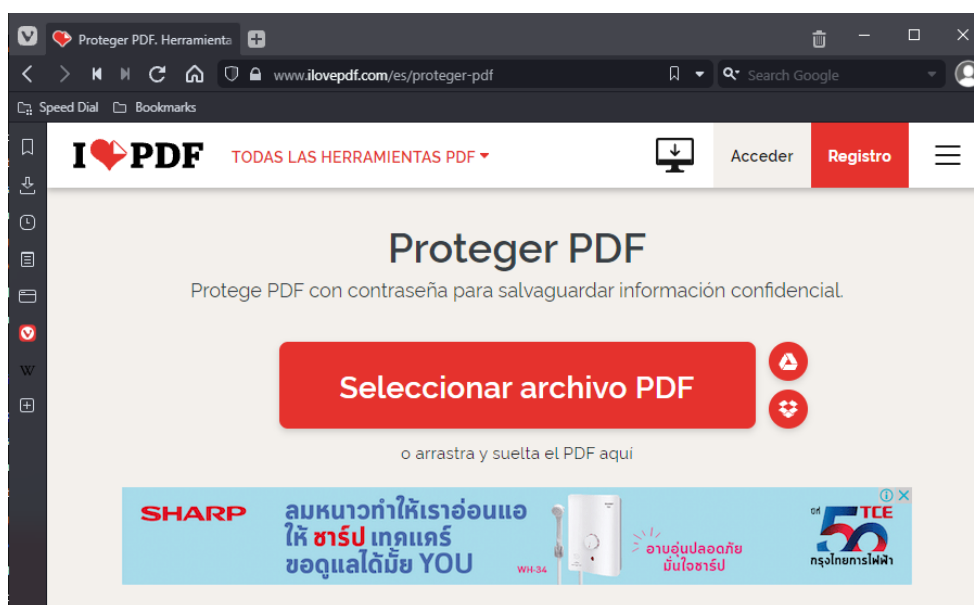 Proteger PDF. Herramienta
www.ilovepdf.com/es/proteger-pdf
Search Google
Speed Dial Bookmarks
I PDF TODAS LAS HERRAMIENTAS PDF Acceder Registro
Proteger PDF
Protege PDF con contraseña para salvaguardar información confidencial.
Seleccionar archivo PDF
o arrastra y suelta el PDF aquí
W
SHARP
ลมหนาวทำให้เราอ่อนแอ
ให้ ชาร์ป เทคแคร์
ขอดูแลได้มั้ย YOU
WH-34
อาบอุ่นปลอดภัย
มั่นใจชาร์ป
TCE
50
กรุงไทยการไฟฟ้า